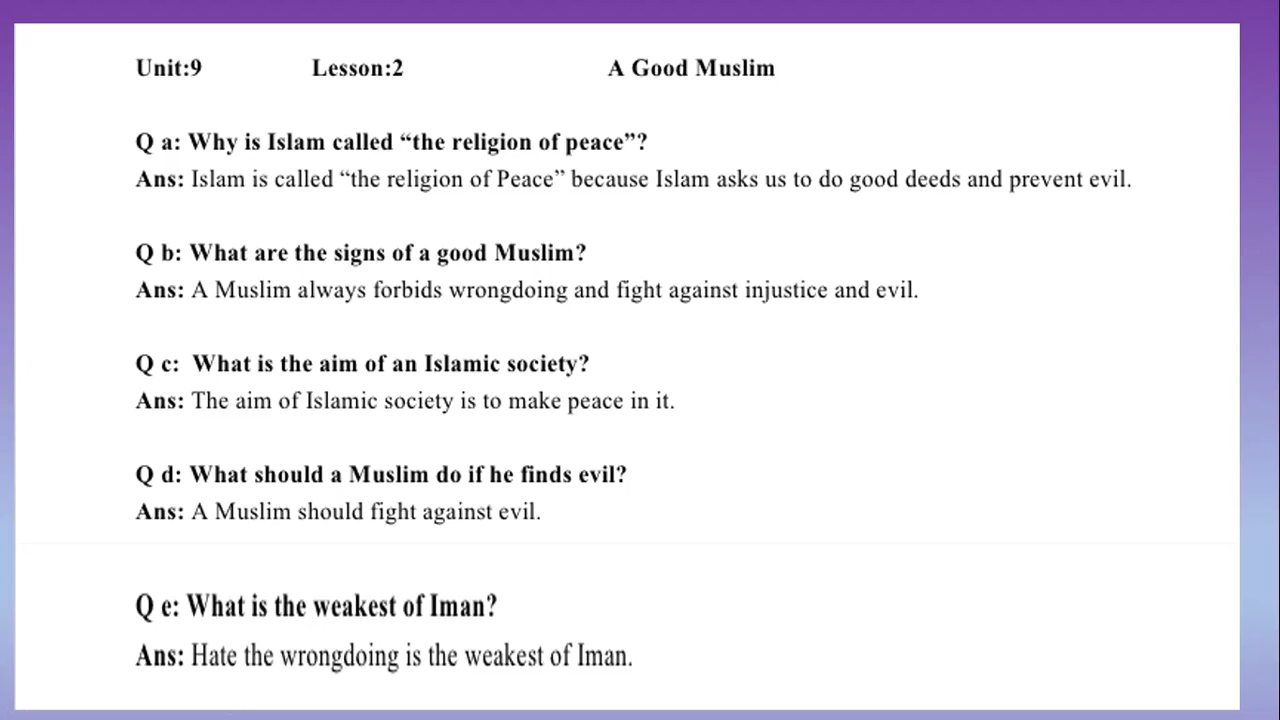 Unit:9 Lesson:2 A Good Muslim
Q a: Why is Islam called “the religion of peace”?
Ans: Islam is called “the religion of Peace” because Islam asks us to do good deeds and prevent evil.
Q b: What are the signs of a good Muslim?
Ans: A Muslim always forbids wrongdoing and fight against injustice and evil.
Q c: What is the aim of an Islamic society?
Ans: The aim of Islamic society is to make peace in it.
Q d: What should a Muslim do if he finds evil?
Ans: A Muslim should fight against evil.
Q e: What is the weakest of Iman?
Ans: Hate the wrongdoing is the weakest of Iman.